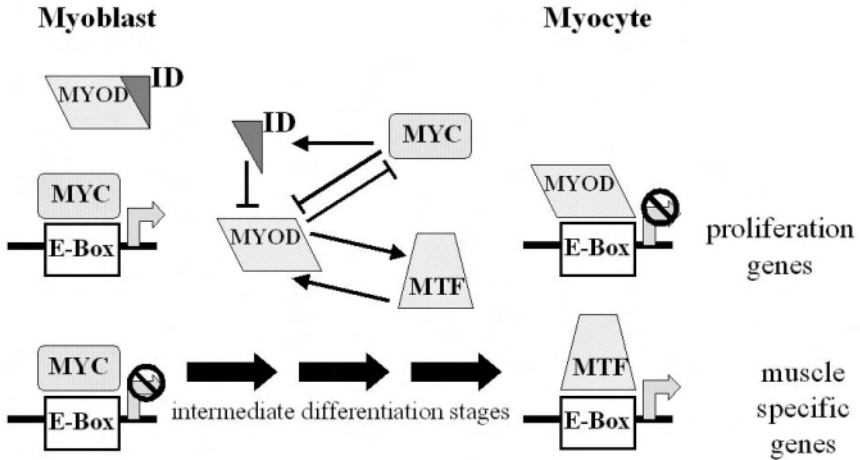 Myoblast
Myocyte
ID
MYOD
ID
MYC
MYC
MYOD
MYOD
E-Box
MTF
E-Box
proliferation
genes
MYC
MTF
E-Box
intermediate differentiation stages
E-Box
muscle
specific
genes